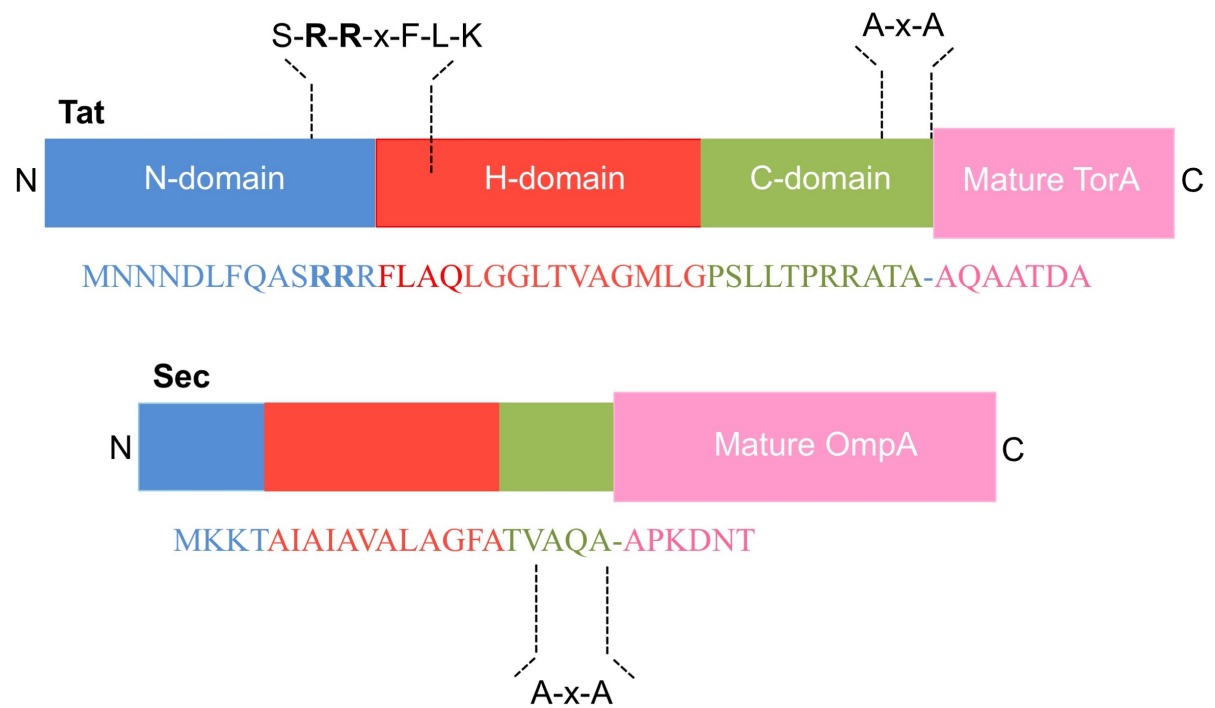 S-R-R-x-F-L-K
A-x-A
Tat
N
N-domain
H-domain
C-domain
Mature TorA
C
MNNNDLFQASRRRFLAQLGGLTVAGMLGPSLLTPRRATA-AQAATDA
Sec
N
Mature OmpA
C
MKKTAIAIAVALAGFATVAQA-APKDNT
A-x-A